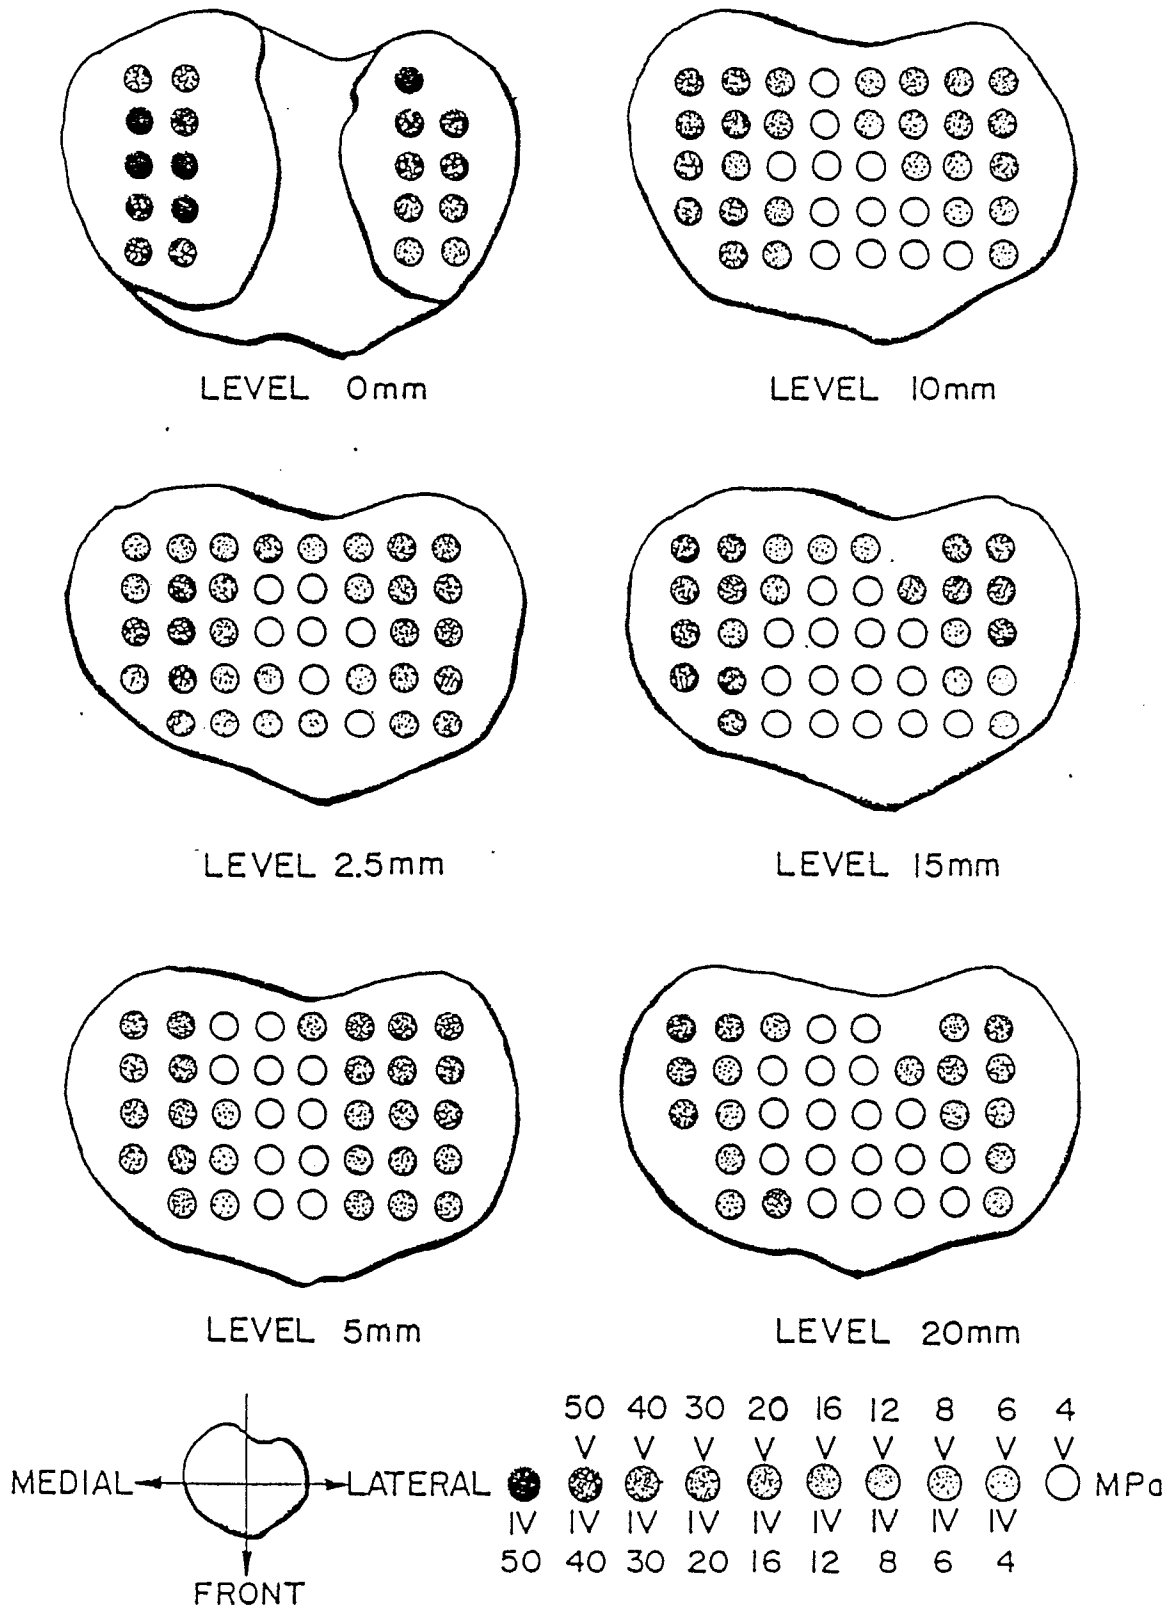 LEVEL 0mm
LEVEL 10mm
LEVEL 2.5mm
LEVEL 15mm
LEVEL 5mm
LEVEL 20mm
50 40 30 20 16 12 8 6 4
V V V V V V V V V
MEDIAL LATERAL MPa
IV IV IV IV IV IV IV IV IV
50 40 30 20 16 12 8 6 4
FRONT